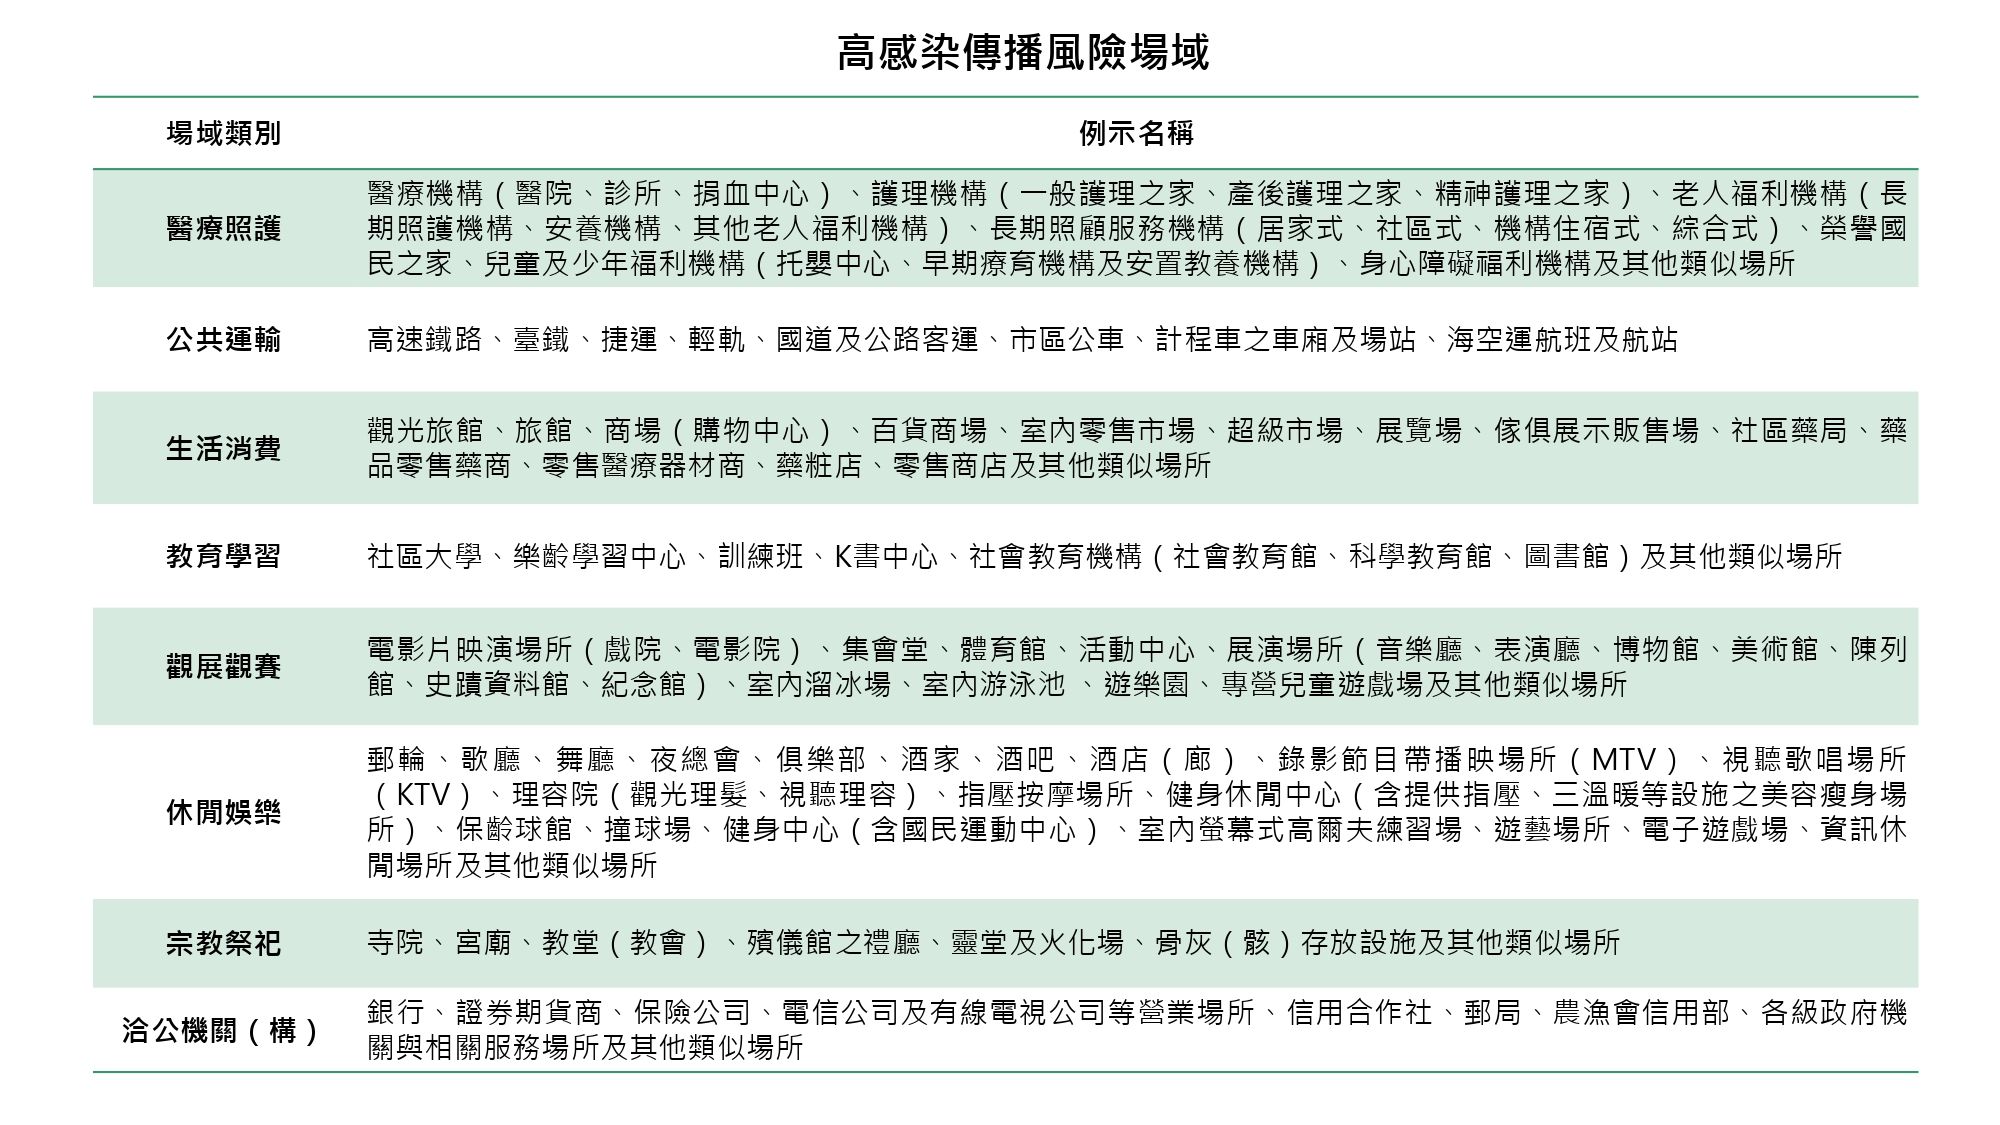 高感染傳播風險場域
場域類別
例示名稱
醫療照護
醫療機構（醫院、診所、捐血中心）、護理機構（一般護理之家、產後護理之家、精神護理之家）、老人福利機構（長
期照護機構、安養機構、其他老人福利機構）、長期照顧服務機構（居家式、社區式、機構住宿式、綜合式）、榮譽國
民之家、兒童及少年福利機構（托嬰中心、早期療育機構及安置教養機構）、身心障礙福利機構及其他類似場所
公共運輸
高速鐵路、臺鐵、捷運、輕軌、國道及公路客運、市區公車、計程車之車廂及場站、海空運航班及航站
生活消費
觀光旅館、旅館、商場（購物中心）、百貨商場、室內零售市場、超級市場、展覽場、傢俱展示販售場、社區藥局、藥
品零售藥商、零售醫療器材商、藥粧店、零售商店及其他類似場所
教育學習
社區大學、樂齡學習中心、訓練班、K書中心、社會教育機構（社會教育館、科學教育館、圖書館）及其他類似場所
觀展觀賽
電影片映演場所（戲院、電影院）、集會堂、體育館、活動中心、展演場所（音樂廳、表演廳、博物館、美術館、陳列
館、史蹟資料館、紀念館）、室內溜冰場、室內游泳池 、遊樂園、專營兒童遊戲場及其他類似場所
休閒娛樂
郵輪、歌廳、舞廳、夜總會、俱樂部、酒家、酒吧、酒店（廊）、錄影節目帶播映場所（MTV）、視聽歌唱場所
（KTV）、理容院（觀光理髮、視聽理容）、指壓按摩場所、健身休閒中心（含提供指壓、三溫暖等設施之美容瘦身場
所）、保齡球館、撞球場、健身中心（含國民運動中心）、室內螢幕式高爾夫練習場、遊藝場所、電子遊戲場、資訊休
閒場所及其他類似場所
宗教祭祀
寺院、宮廟、教堂（教會）、殯儀館之禮廳、靈堂及火化場、骨灰（骸）存放設施及其他類似場所
洽公機關（構）
銀行、證券期貨商、保險公司、電信公司及有線電視公司等營業場所、信用合作社、郵局、農漁會信用部、各級政府機
關與相關服務場所及其他類似場所